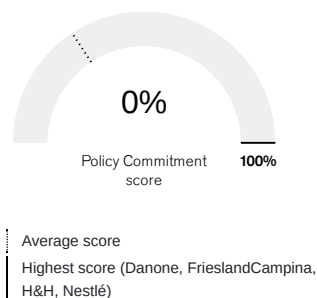 0%
Policy Commitment
score
100%
Average score
Highest score (Danone, FrieslandCampina,
H&H, Nestlé)